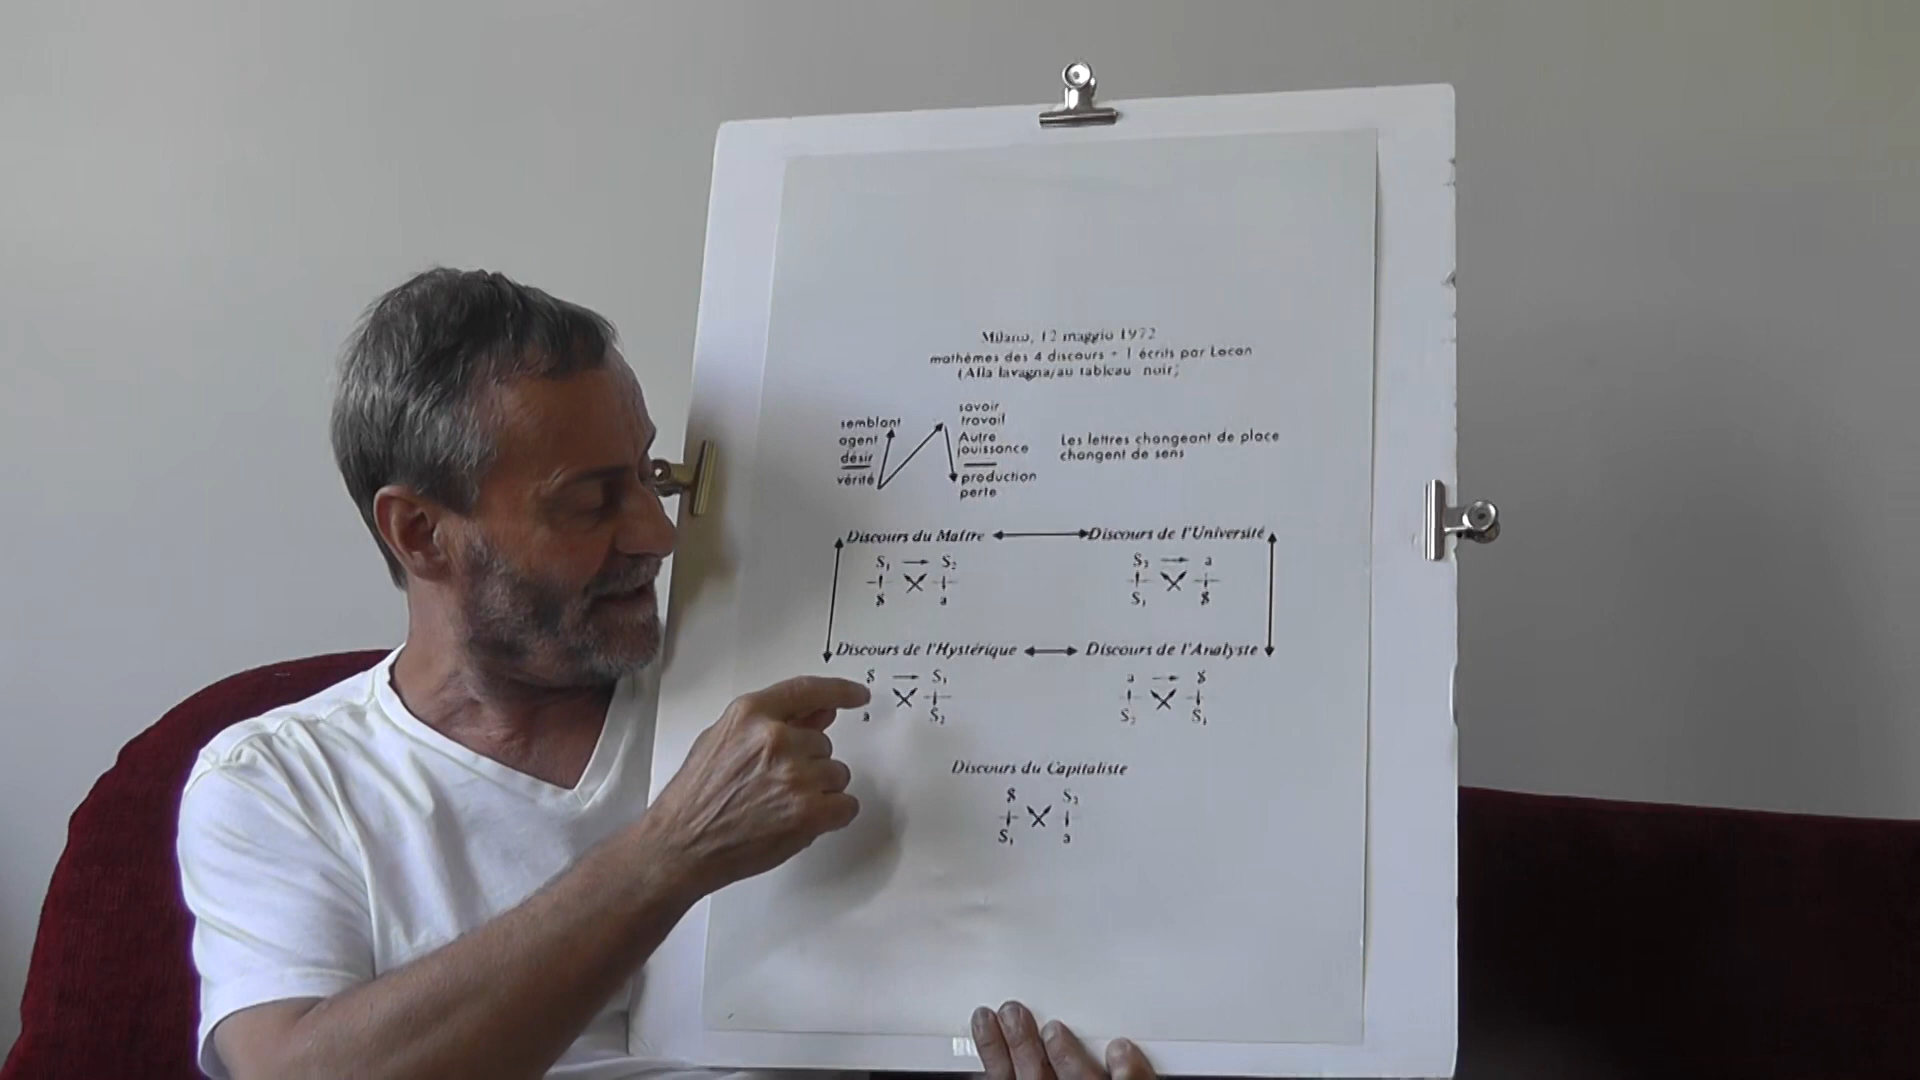 Milano, 12 maggio 1972
mathèmes des 4 discours + 1 écrits par Lacan
(Alla lavagna/au tableau noir)
semblant
agent
désir
vérité
savoir
travail
Autre
jouissance
production
perte
Les lettres changeant de place
changent de sens
Discours du Maître
S₁ → S₂
$ a
Discours de l'Université
S₂ → a
S₁ $
Discours de l'Hystérique
$ → S₁
a S₂
Discours de l'Analyste
a → $
S₂ S₁
Discours du Capitaliste
$ S₂
S₁ a